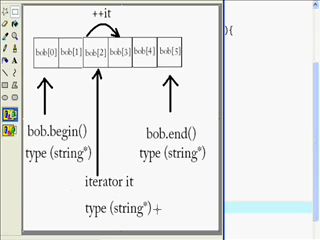 ++it
bob[0] bob[1] bob[2] bob[3] bob[4] bob[5]
bob.begin()
type (string*)
bob.end()
type (string*)
iterator it
type (string*)+
){